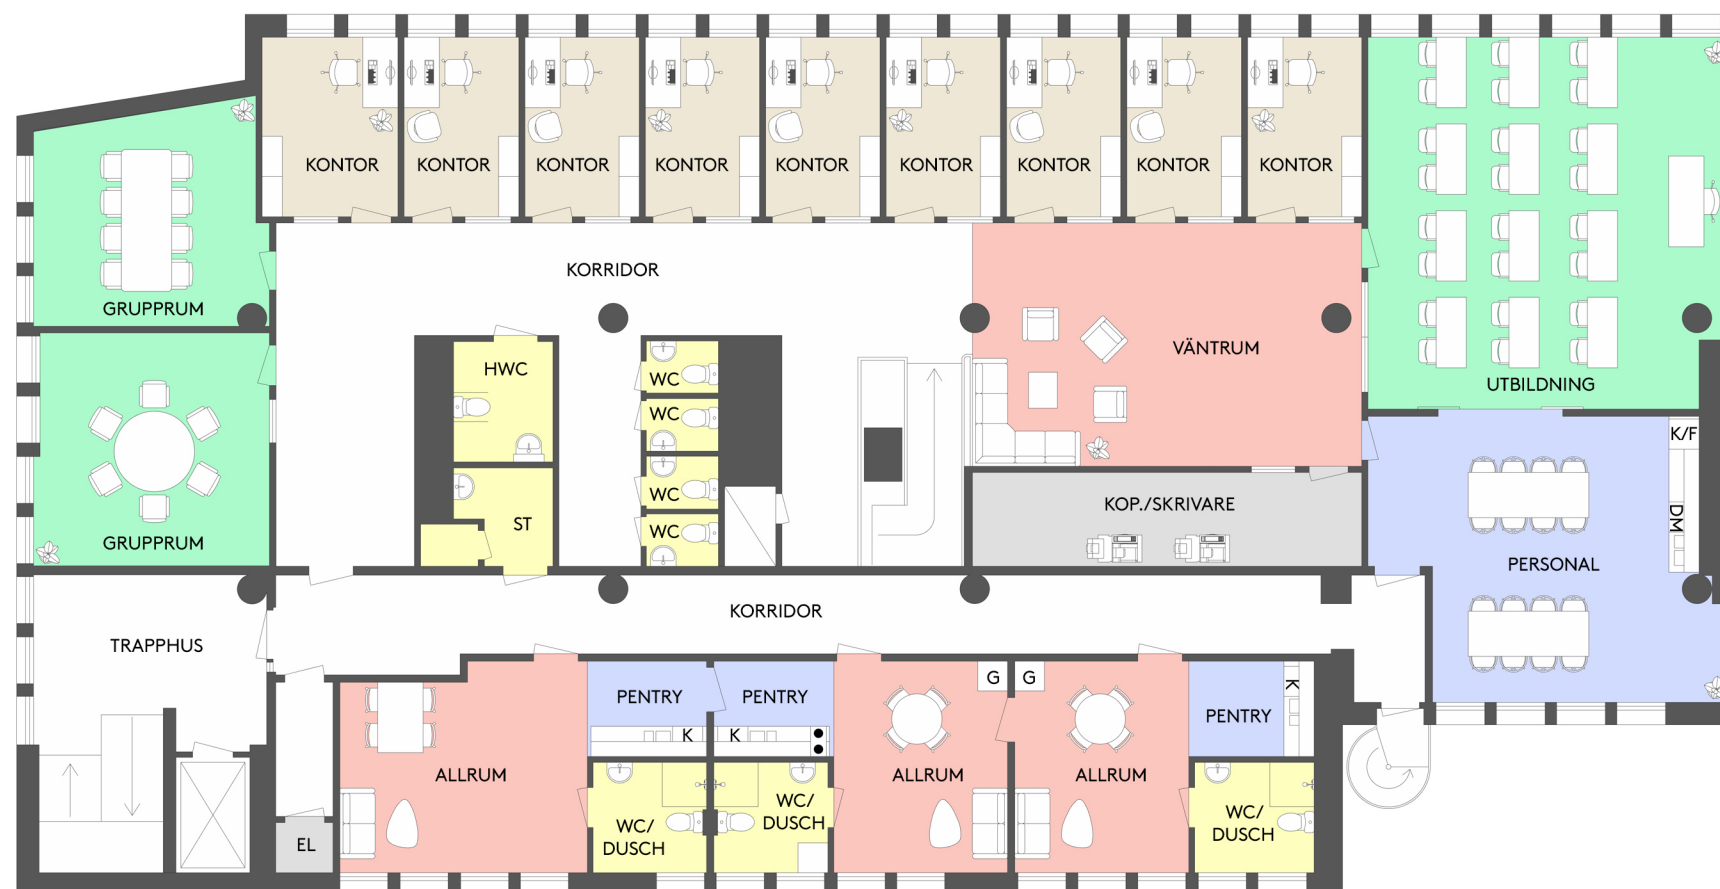 KONTOR
KONTOR
KONTOR
KONTOR
KONTOR
KONTOR
KONTOR
KONTOR
KONTOR
GRUPPRUM
KORRIDOR
VÄNTRUM
UTBILDNING
HWC
WC
WC
WC
WC
ST
GRUPPRUM
KOP./SKRIVARE
K/F
DM
PERSONAL
TRAPPHUS
KORRIDOR
PENTRY
K
PENTRY
K
G
G
PENTRY
K
ALLRUM
ALLRUM
ALLRUM
WC/
DUSCH
WC/
DUSCH
WC/
DUSCH
EL